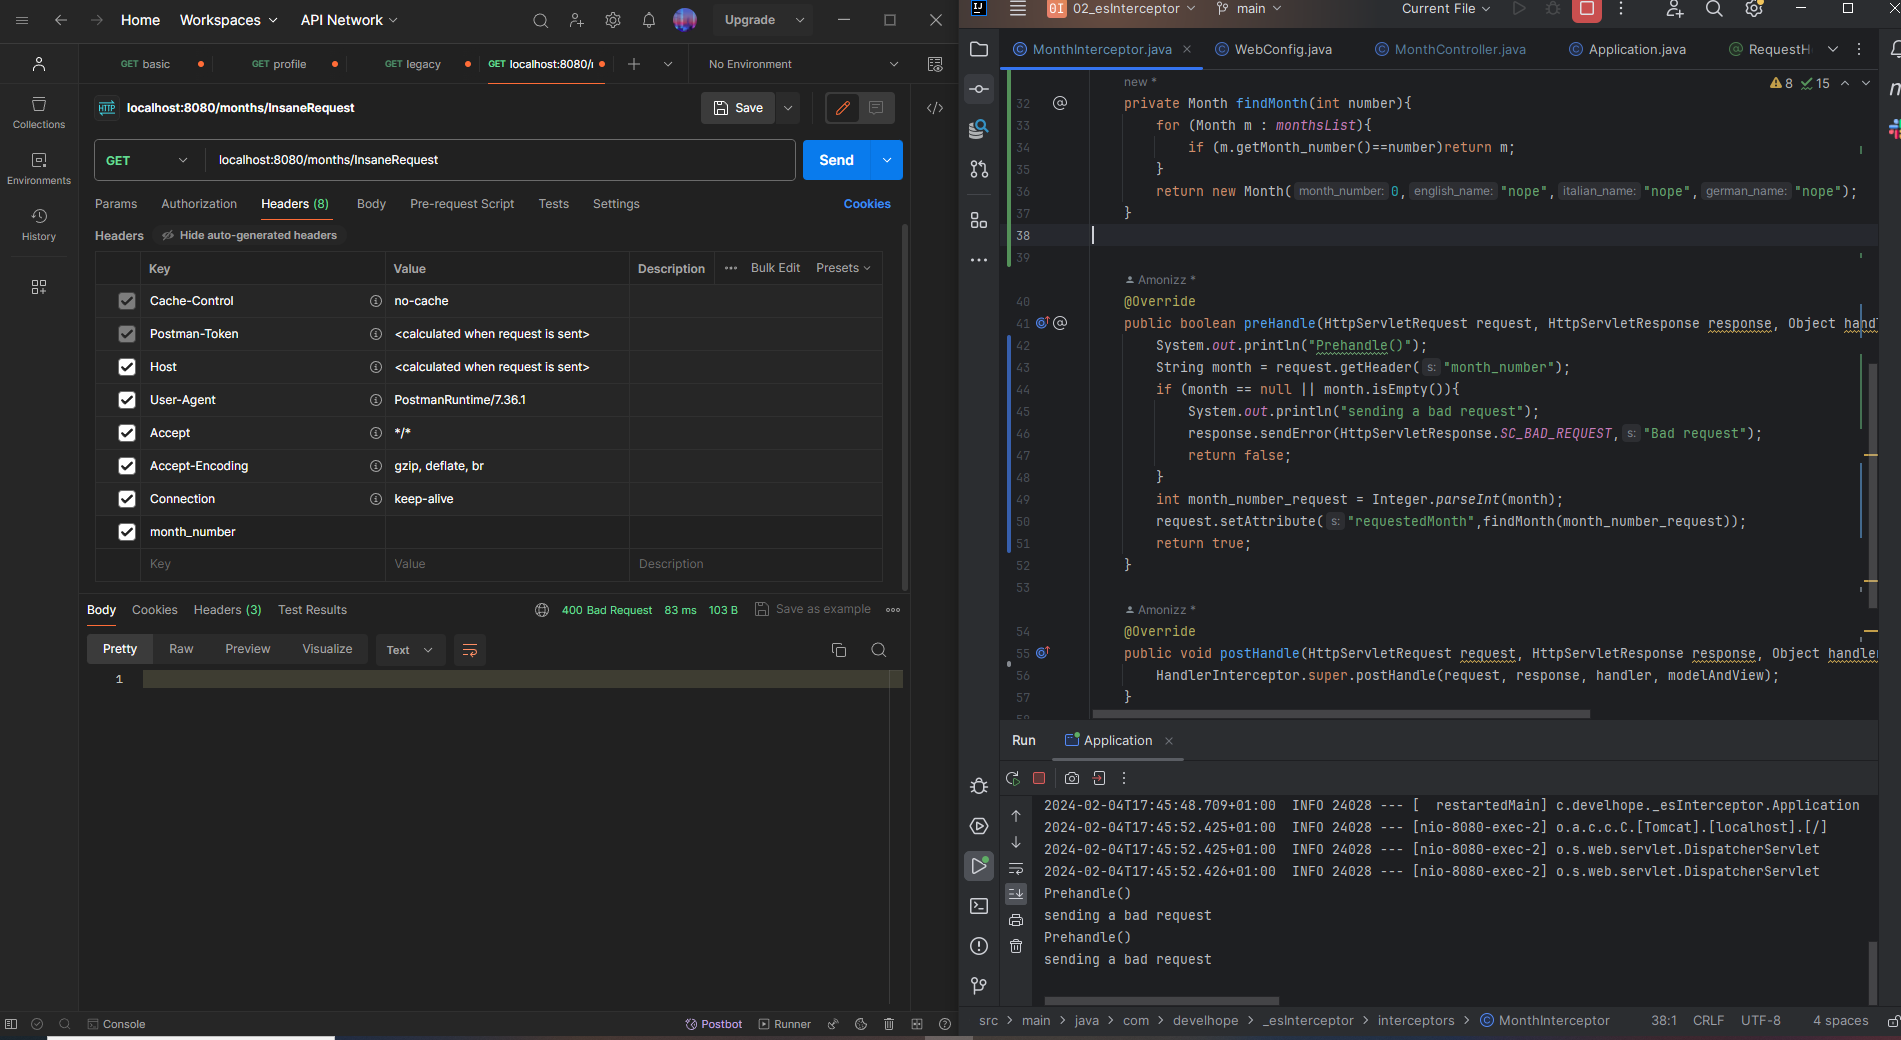 Home Workspaces API Network Upgrade
GET basic GET profile GET legacy GET localhost:8080/ No Environment
HTTP localhost:8080/months/InsaneRequest Save
Collections
Environments
History
GET localhost:8080/months/InsaneRequest Send
Params Authorization Headers (8) Body Pre-request Script Tests Settings Cookies
Headers Hide auto-generated headers
Key Value Description Bulk Edit Presets
Cache-Control no-cache
Postman-Token <calculated when request is sent>
Host <calculated when request is sent>
User-Agent PostmanRuntime/7.36.1
Accept */*
Accept-Encoding gzip, deflate, br
Connection keep-alive
month_number
Key Value Description
Body Cookies Headers (3) Test Results 400 Bad Request 83 ms 103 B Save as example
Pretty Raw Preview Visualize Text
1
Console Postbot Runner
IJ OI 02_esInterceptor main Current File
MonthInterceptor.java WebConfig.java MonthController.java Application.java
8 15
new *
32 private Month findMonth(int number){
33 for (Month m : monthsList){
34 if (m.getMonth_number()==number)return m;
35 }
36 return new Month( month_number: 0, english_name: "nope", italian_name: "nope", german_name: "nope");
37 }
38
39
Amonizz *
40 @Override
41 public boolean preHandle(HttpServletRequest request, HttpServletResponse response, Object
42 System.out.println("Prehandle()");
43 String month = request.getHeader( s: "month_number");
44 if (month == null || month.isEmpty()){
45 System.out.println("sending a bad request");
46 response.sendError(HttpServletResponse.SC_BAD_REQUEST, s: "Bad request");
47 return false;
48 }
49 int month_number_request = Integer.parseInt(month);
50 request.setAttribute( s: "requestedMonth",findMonth(month_number_request));
51 return true;
52 }
53
Amonizz *
54 @Override
55 public void postHandle(HttpServletRequest request, HttpServletResponse response, Object handler
56 HandlerInterceptor.super.postHandle(request, response, handler, modelAndView);
57 }
Run Application
2024-02-04T17:45:48.709+01:00 INFO 24028 --- [ restartedMain] c.develhope._esInterceptor.Application
2024-02-04T17:45:52.425+01:00 INFO 24028 --- [nio-8080-exec-2] o.a.c.c.C.[Tomcat].[localhost].[/]
2024-02-04T17:45:52.425+01:00 INFO 24028 --- [nio-8080-exec-2] o.s.web.servlet.DispatcherServlet
2024-02-04T17:45:52.426+01:00 INFO 24028 --- [nio-8080-exec-2] o.s.web.servlet.DispatcherServlet
Prehandle()
sending a bad request
Prehandle()
sending a bad request
src > main > java > com > develhope > _esInterceptor > interceptors > MonthInterceptor 38:1 CRLF UTF-8 4 spaces